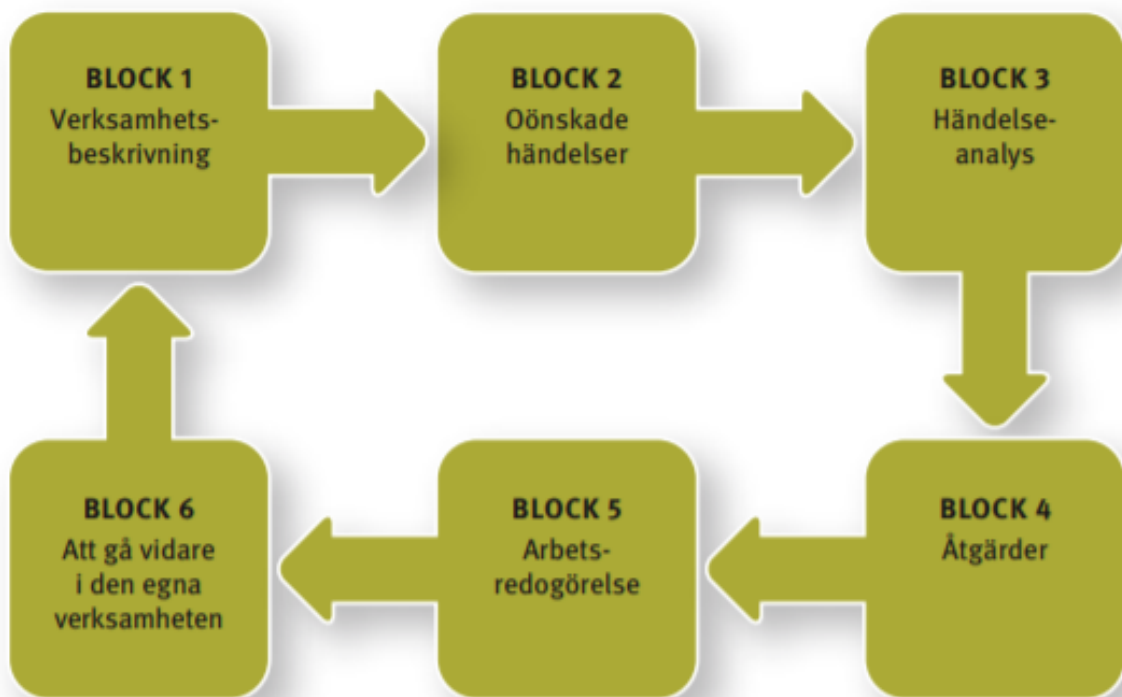 BLOCK 1
Verksamhets-
beskrivning
BLOCK 2
Oönskade
händelser
BLOCK 3
Händelse-
analys
BLOCK 4
Åtgärder
BLOCK 5
Arbets-
redogörelse
BLOCK 6
Att gå vidare
i den egna
verksamheten